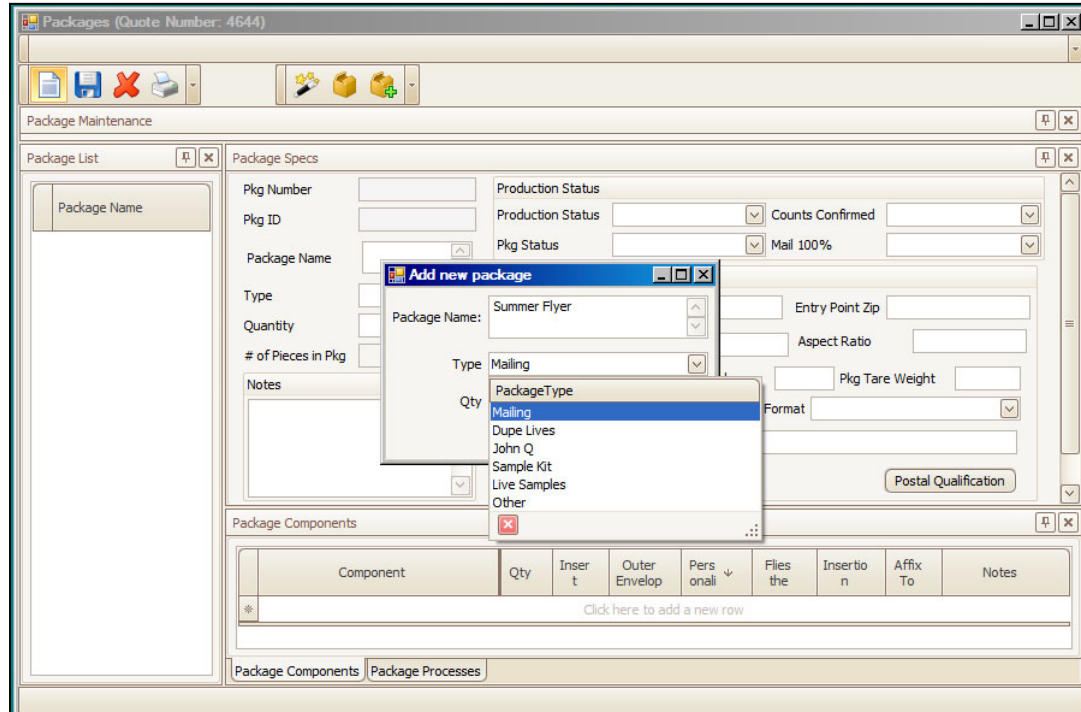 Packages (Quote Number: 4644)
Package Maintenance
Package List
Package Specs
Package Name
Pkg Number
Pkg ID
Package Name
Type
Quantity
# of Pieces in Pkg
Notes
Production Status
Production Status
Counts Confirmed
Pkg Status
Mail 100%
Entry Point Zip
Aspect Ratio
Pkg Tare Weight
Format
Postal Qualification
Add new package
Package Name:
Summer Flyer
Type
Mailing
Qty
PackageType
Mailing
Dupe Lives
John Q
Sample Kit
Live Samples
Other
Package Components
Component
Qty
Inser
t
Outer
Envelop
Pers
onali
Flies
the
Insertio
n
Affix
To
Notes
Click here to add a new row
Package Components
Package Processes